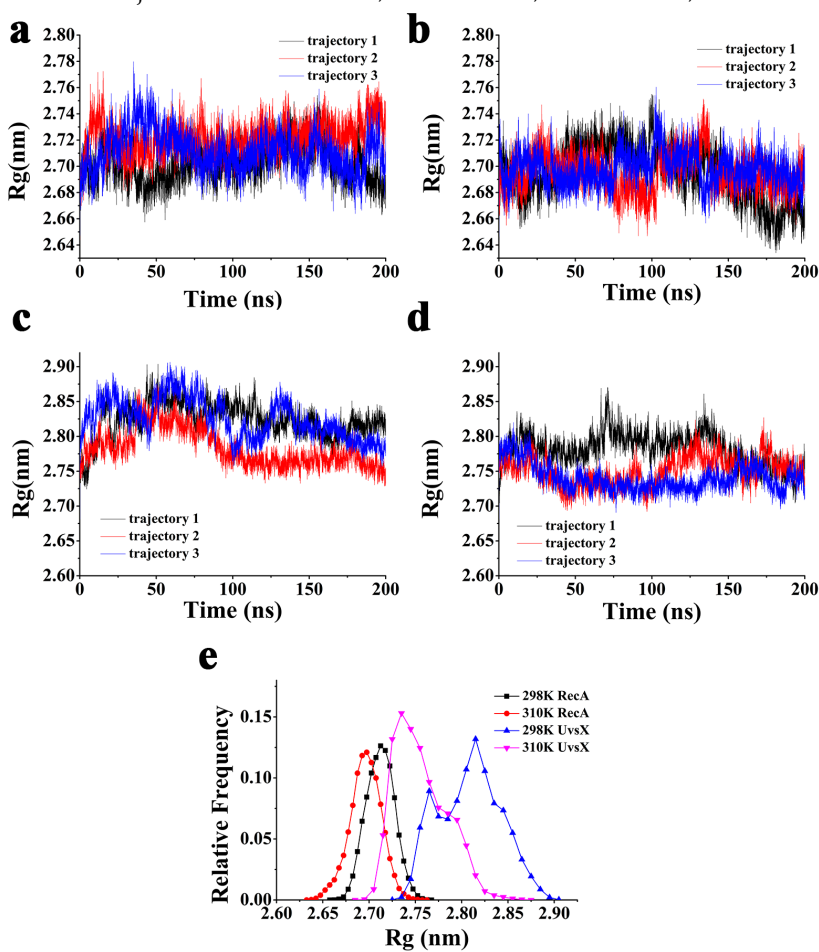 a
2.80
2.78
2.76
2.74
2.72
2.70
2.68
2.66
2.64
Rg(nm)
trajectory 1
trajectory 2
trajectory 3
0 50 100 150 200
Time (ns)
b
2.80
2.78
2.76
2.74
2.72
2.70
2.68
2.66
2.64
Rg(nm)
trajectory 1
trajectory 2
trajectory 3
0 50 100 150 200
Time (ns)
c
2.90
2.85
2.80
2.75
2.70
2.65
2.60
Rg(nm)
trajectory 1
trajectory 2
trajectory 3
0 50 100 150 200
Time (ns)
d
2.90
2.85
2.80
2.75
2.70
2.65
2.60
Rg(nm)
trajectory 1
trajectory 2
trajectory 3
0 50 100 150 200
Time (ns)
e
0.15
0.10
0.05
0.00
Relative Frequency
298K RecA
310K RecA
298K UvsX
310K UvsX
2.60 2.65 2.70 2.75 2.80 2.85 2.90
Rg (nm)